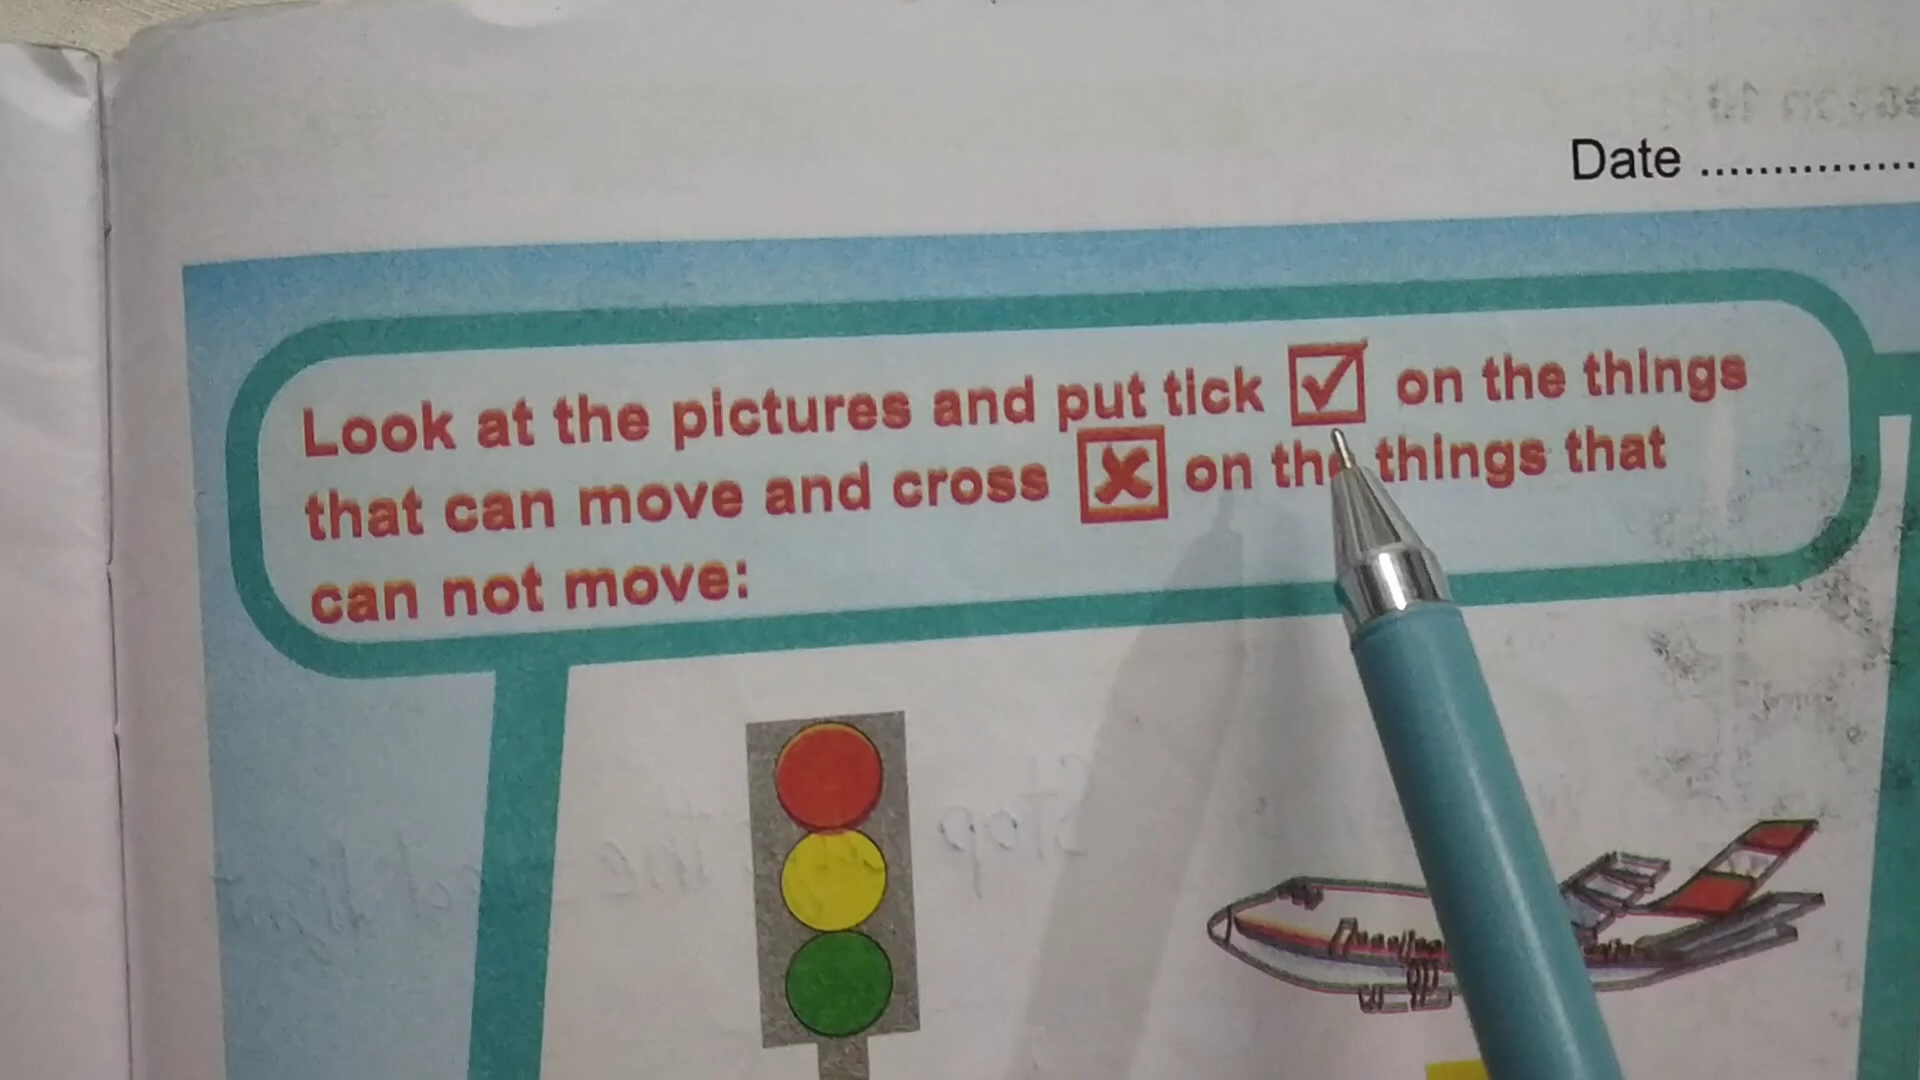 Date ...............
Look at the pictures and put tick on the things
that can move and cross on the things that
can not move: